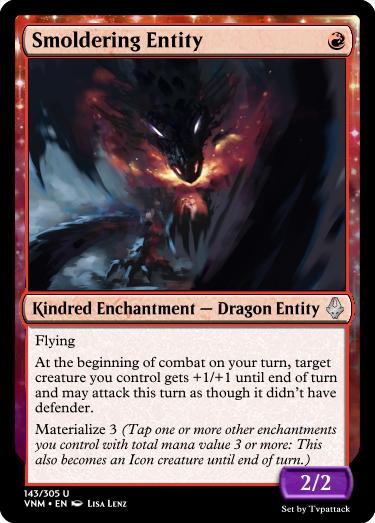 Smoldering Entity
Kindred Enchantment — Dragon Entity
Flying
At the beginning of combat on your turn, target
creature you control gets +1/+1 until end of turn
and may attack this turn as though it didn't have
defender.
Materialize 3 (Tap one or more other enchantments
you control with total mana value 3 or more: This
also becomes an Icon creature until end of turn.)
2/2
143/305 U
VNM • EN Lisa Lenz
Set by Tvpattack